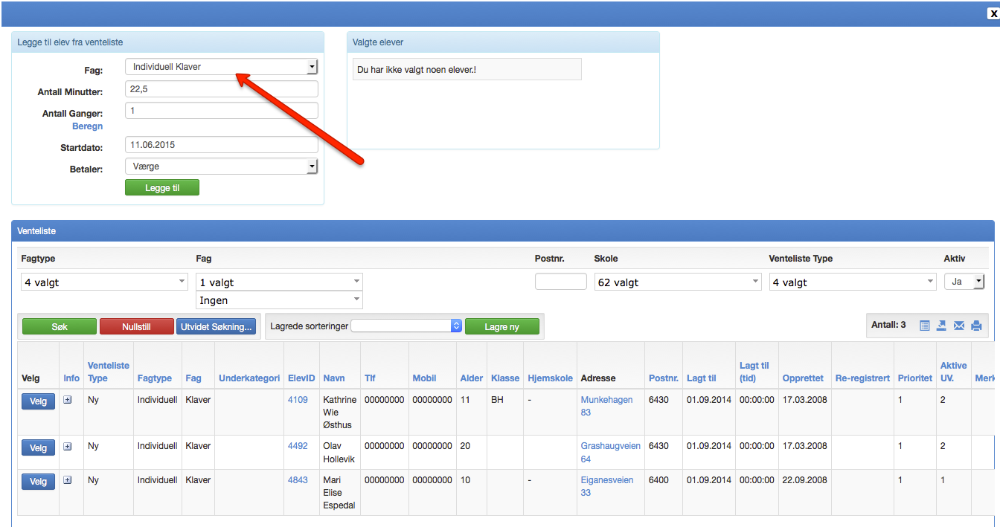 X
Legge til elev fra venteliste
Fag: Individuell Klaver
Antall Minutter: 22,5
Antall Ganger: 1
Beregn
Startdato: 11.06.2015
Betaler: Værge
Legge til
Valgte elever
Du har ikke valgt noen elever.!
Venteliste
Fagtype Fag Postnr. Skole Venteliste Type Aktiv
4 valgt 1 valgt 62 valgt 4 valgt Ja
Ingen
Søk Nullstill Utvidet Søkning... Lagrede sorteringer Lagre ny Antall: 3
Velg Info Venteliste Type Fagtype Fag Underkategori ElevID Navn Tlf Mobil Alder Klasse Hjemskole Adresse Postnr. Lagt til Lagt til (tid) Opprettet Re-registrert Prioritet Aktive UV. Merk
Velg Ny Individuell Klaver 4109 Kathrine Wie Østhus 00000000 00000000 11 BH - Munkehagen 83 6430 01.09.2014 00:00:00 17.03.2008 1 2
Velg Ny Individuell Klaver 4492 Olav Hollevik 00000000 00000000 20 Grashaugveien 64 6430 01.09.2014 00:00:00 17.03.2008 1 2
Velg Ny Individuell Klaver 4843 Mari Elise Espedal 00000000 00000000 10 - Eiganesveien 33 6400 01.09.2014 00:00:00 22.09.2008 1 1